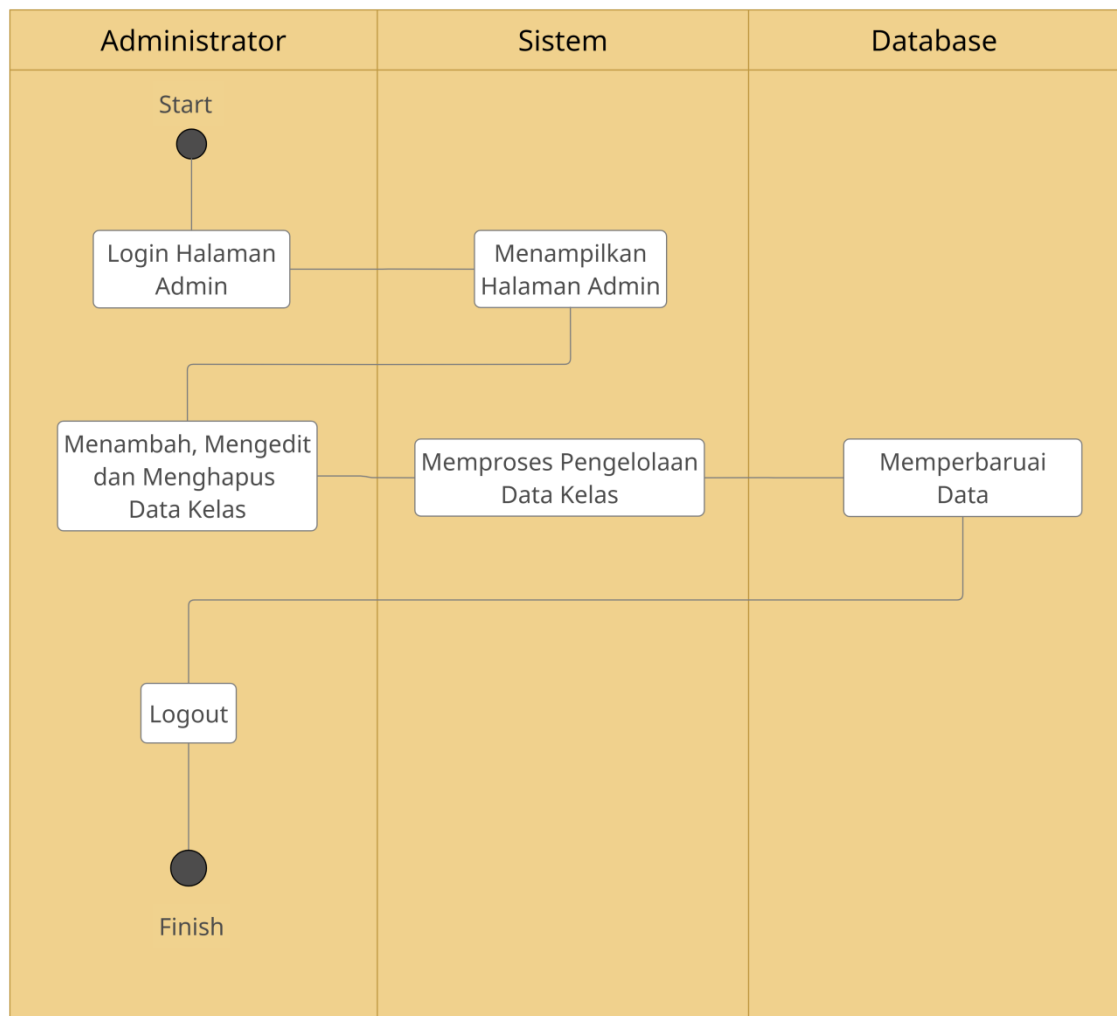 Administrator
Sistem
Database
Start
Login Halaman
Admin
Menampilkan
Halaman Admin
Menambah, Mengedit
dan Menghapus
Data Kelas
Memproses Pengelolaan
Data Kelas
Memperbaruai
Data
Logout
Finish